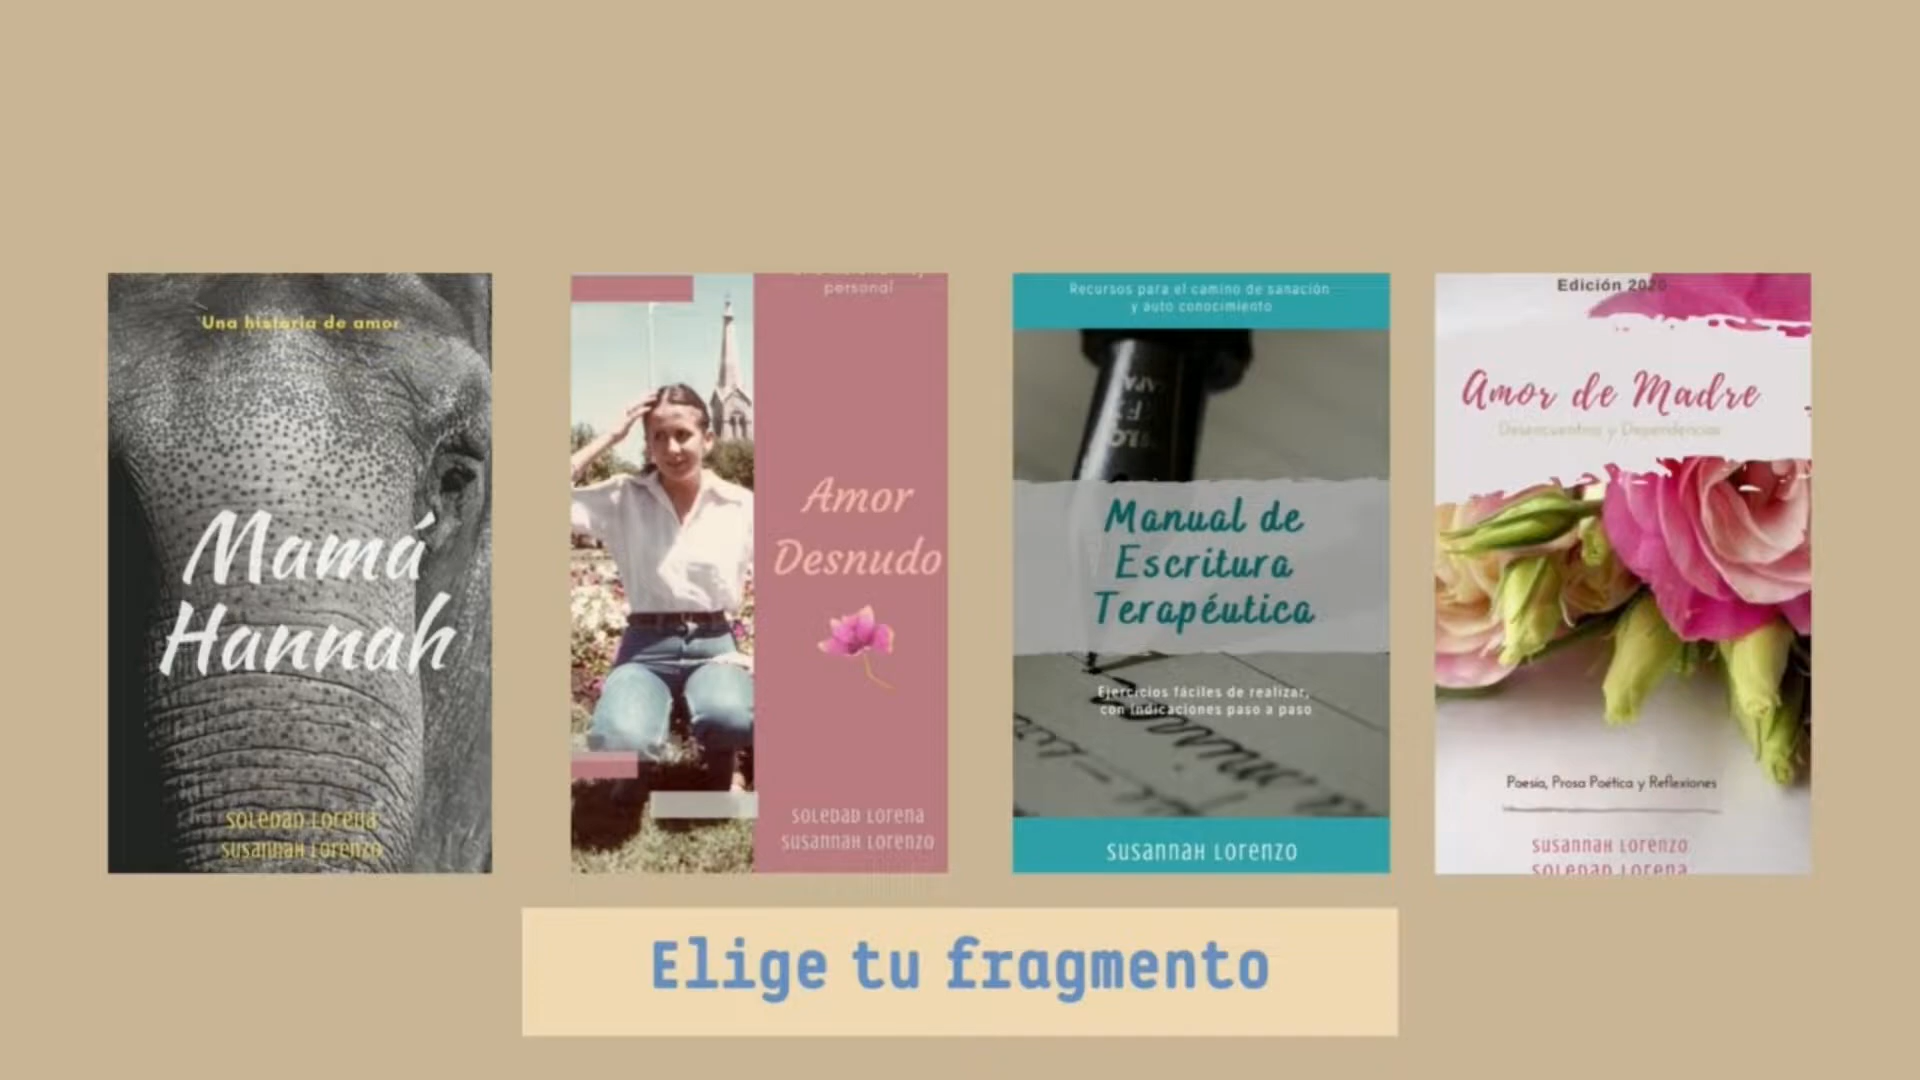 Una historia de amor
Mamá
Hannah
SOLEDAD LORENA
SUSANNAH LORENZO
personal
Amor
Desnudo
SOLEDAD LORENA
SUSANNAH LORENZO
Recursos para el camino de sanación
y auto conocimiento
Manual de
Escritura
Terapéutica
Ejercicios fáciles de realizar,
con indicaciones paso a paso
SUSANNAH LORENZO
Edición 2020
Amor de Madre
Desencuentros y Dependencias
Poesía, Prosa Poética y Reflexiones
SUSANNAH LORENZO
SOLEDAD LORENA
Elige tu fragmento